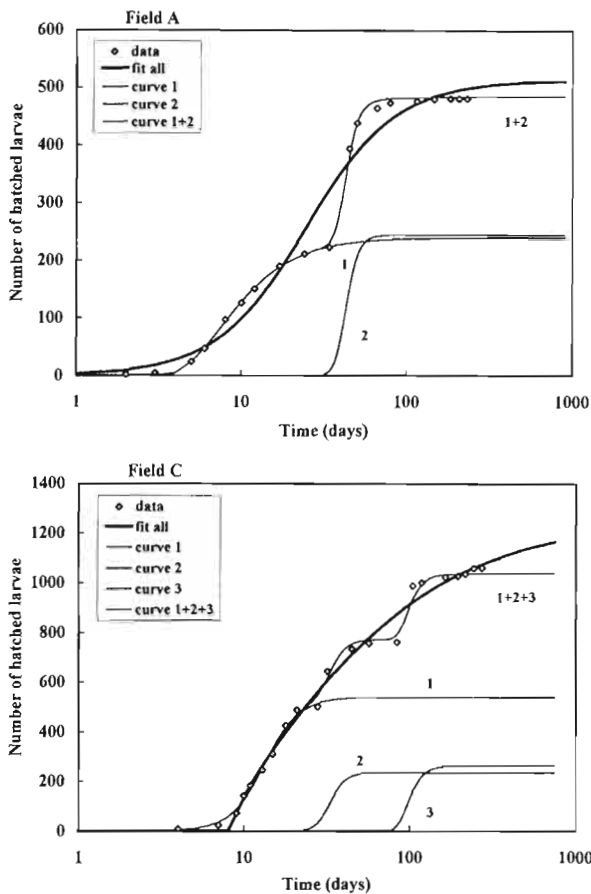 Field A
600
500
400
300
200
100
0
Number of hatched larvae
data
fit all
curve 1
curve 2
curve 1+2
1+2
1
2
1
10
100
1000
Time (days)
Field C
1400
1200
1000
800
600
400
200
0
Number of hatched larvae
data
fit all
curve 1
curve 2
curve 3
curve 1+2+3
1+2+3
1
2
3
1
10
100
1000
Time (days)